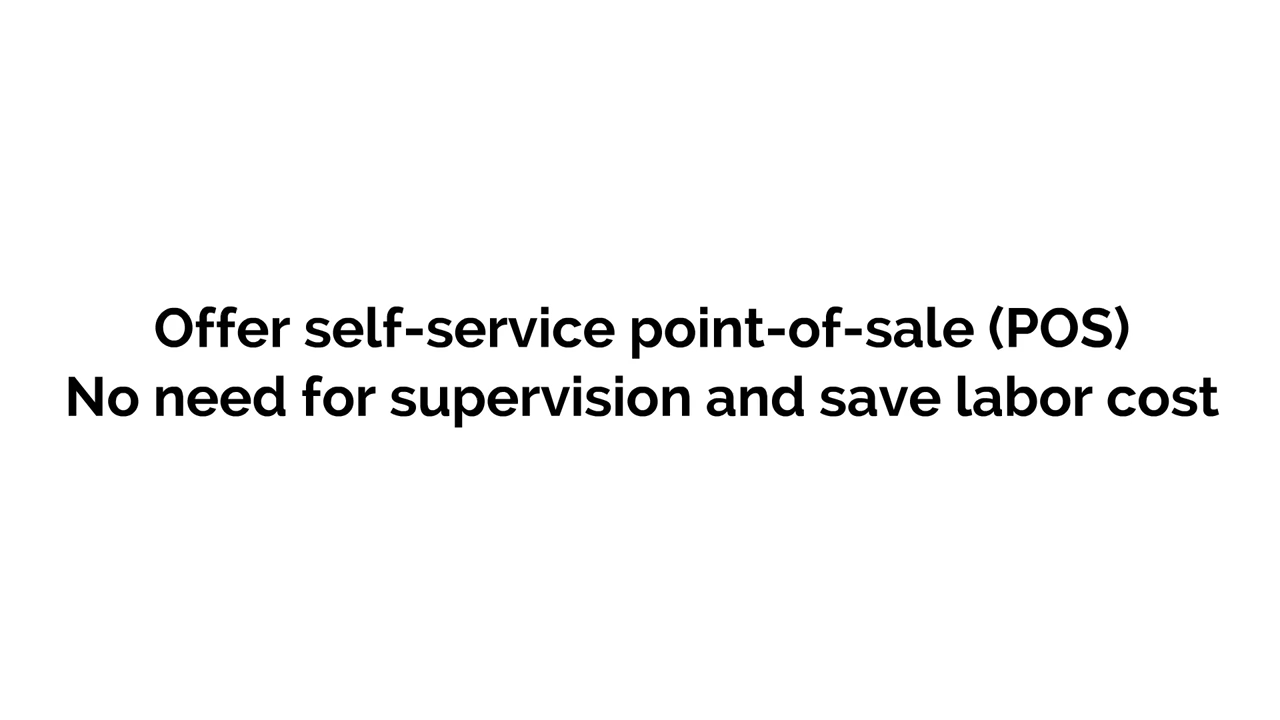 Offer self-service point-of-sale (POS)
No need for supervision and save labor cost